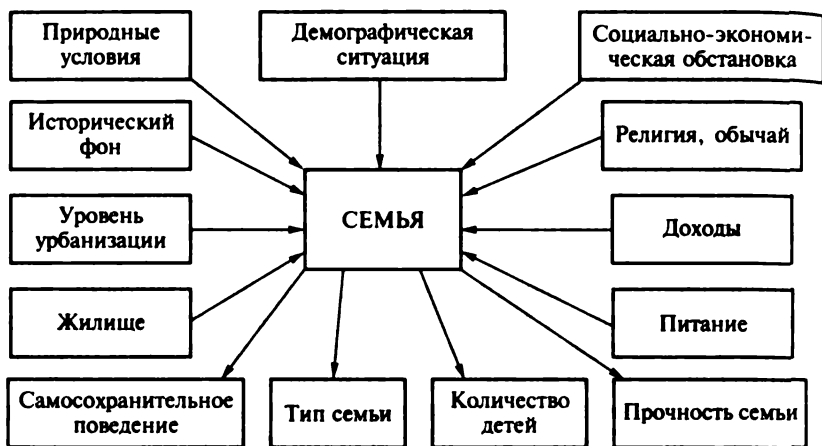 Природные
условия
Демографическая
ситуация
Социально-экономи-
ческая обстановка
Исторический
фон
Религия, обычай
Уровень
урбанизации
СЕМЬЯ
Доходы
Жилище
Питание
Самосохранительное
поведение
Тип семьи
Количество
детей
Прочность семьи